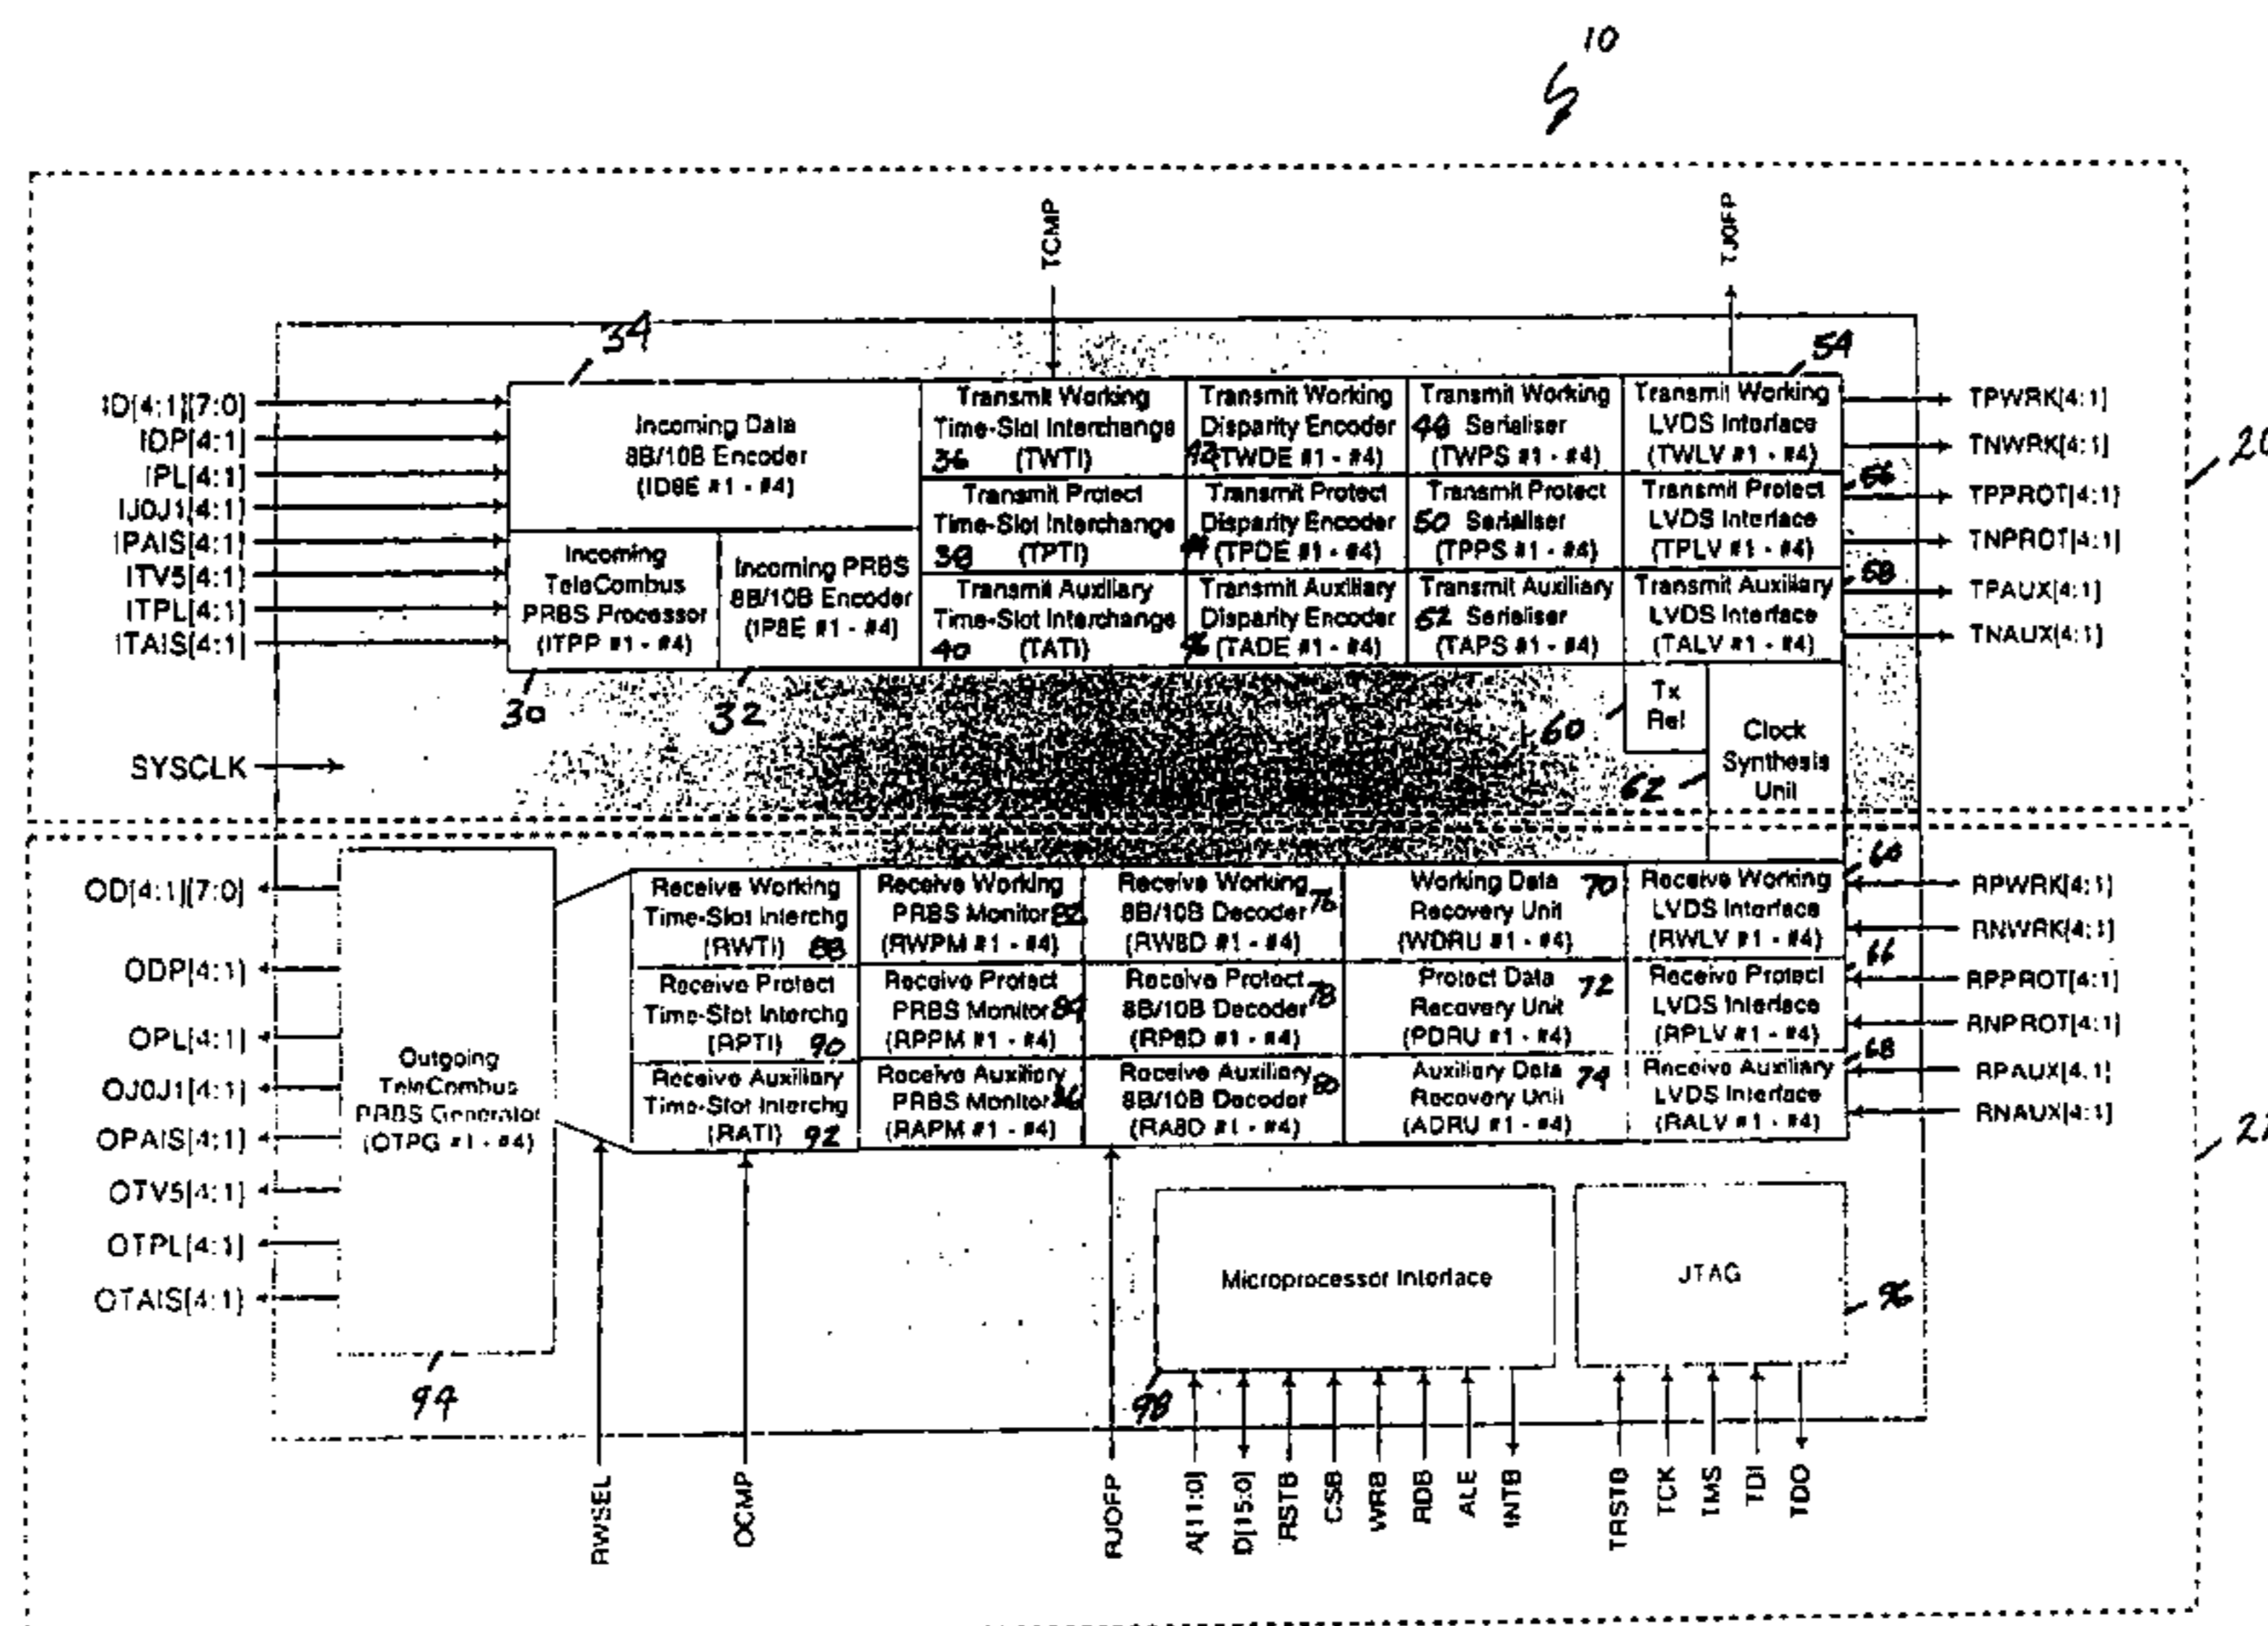 10
TCMP
TJ0FP
34
54
ID[4:1][7:0]
IDP[4:1]
IPL[4:1]
IJ0J1[4:1]
IPAIS[4:1]
ITV5[4:1]
ITPL[4:1]
ITAIS[4:1]
SYSCLK
Incoming Data
8B/10B Encoder
(ID8E #1 - #4)
Incoming
TeleCombus
PRBS Processor
(ITPP #1 - #4)
30
Incoming PRBS
8B/10B Encoder
(IP8E #1 - #4)
32
Transmit Working
Time-Slot Interchange
36 (TWTI)
Transmit Protect
Time-Slot Interchange
38 (TPTI)
Transmit Auxiliary
Time-Slot Interchange
40 (TATI)
Transmit Working
Disparity Encoder
(TWDE #1 - #4)
Transmit Protect
Disparity Encoder
44 (TPDE #1 - #4)
Transmit Auxiliary
Disparity Encoder
(TADE #1 - #4)
Transmit Working
48 Serialiser
(TWPS #1 - #4)
Transmit Protect
50 Serialiser
(TPPS #1 - #4)
Transmit Auxiliary
52 Serialiser
(TAPS #1 - #4)
Transmit Working
LVDS Interface
(TWLV #1 - #4)
Transmit Protect
LVDS Interface
(TPLV #1 - #4)
Transmit Auxiliary
LVDS Interface
(TALV #1 - #4)
56
58
TPWRK[4:1]
TNWRK[4:1]
TPPROT[4:1]
TNPROT[4:1]
TPAUX[4:1]
TNAUX[4:1]
20
60
60
Tx
Ref
62
Clock
Synthesis
Unit
OD[4:1][7:0]
ODP[4:1]
OPL[4:1]
OJ0J1[4:1]
OPAIS[4:1]
OTV5[4:1]
OTPL[4:1]
OTAIS[4:1]
Outgoing
TeleCombus
PRBS Generator
(OTPG #1 - #4)
94
Receive Working
Time-Slot Interchg
(RWTI) 88
Receive Protect
Time-Slot Interchg
(RPTI) 90
Receive Auxiliary
Time-Slot Interchg
(RATI) 92
Receive Working
PRBS Monitor 82
(RWPM #1 - #4)
Receive Protect
PRBS Monitor 84
(RPPM #1 - #4)
Receive Auxiliary
PRBS Monitor 86
(RAPM #1 - #4)
Receive Working
8B/10B Decoder 76
(RW8D #1 - #4)
Receive Protect
8B/10B Decoder 78
(RP8D #1 - #4)
Receive Auxiliary
8B/10B Decoder 80
(RA8D #1 - #4)
Working Data 70
Recovery Unit
(WDRU #1 - #4)
Protect Data 72
Recovery Unit
(PDRU #1 - #4)
Auxiliary Data 74
Recovery Unit
(ADRU #1 - #4)
Receive Working
LVDS Interface
(RWLV #1 - #4)
Receive Protect
LVDS Interface
(RPLV #1 - #4)
Receive Auxiliary
LVDS Interface
(RALV #1 - #4)
66
68
RPWRK[4:1]
RNWRK[4:1]
RPPROT[4:1]
RNPROT[4:1]
RPAUX[4:1]
RNAUX[4:1]
Microprocessor Interface
98
JTAG
96
RWSEL
OCMP
RJ0FP
A[11:0]
D[15:0]
RSTB
CSB
WRB
RDB
ALE
INTB
TRSTB
TCK
TMS
TDI
TDO